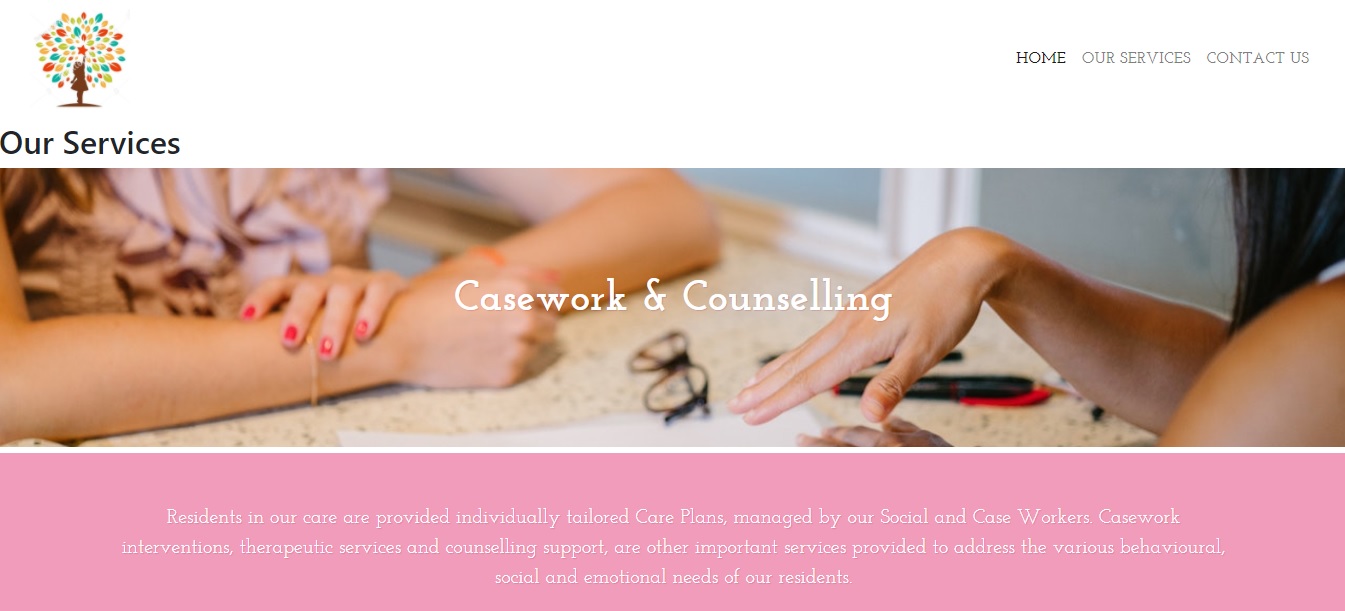 HOME OUR SERVICES CONTACT US
Our Services
Casework & Counselling
Residents in our care are provided individually tailored Care Plans, managed by our Social and Case Workers. Casework
interventions, therapeutic services and counselling support, are other important services provided to address the various behavioural,
social and emotional needs of our residents.